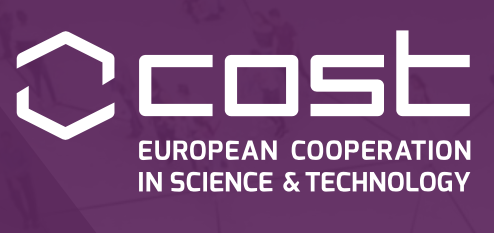 cost
EUROPEAN COOPERATION
IN SCIENCE & TECHNOLOGY